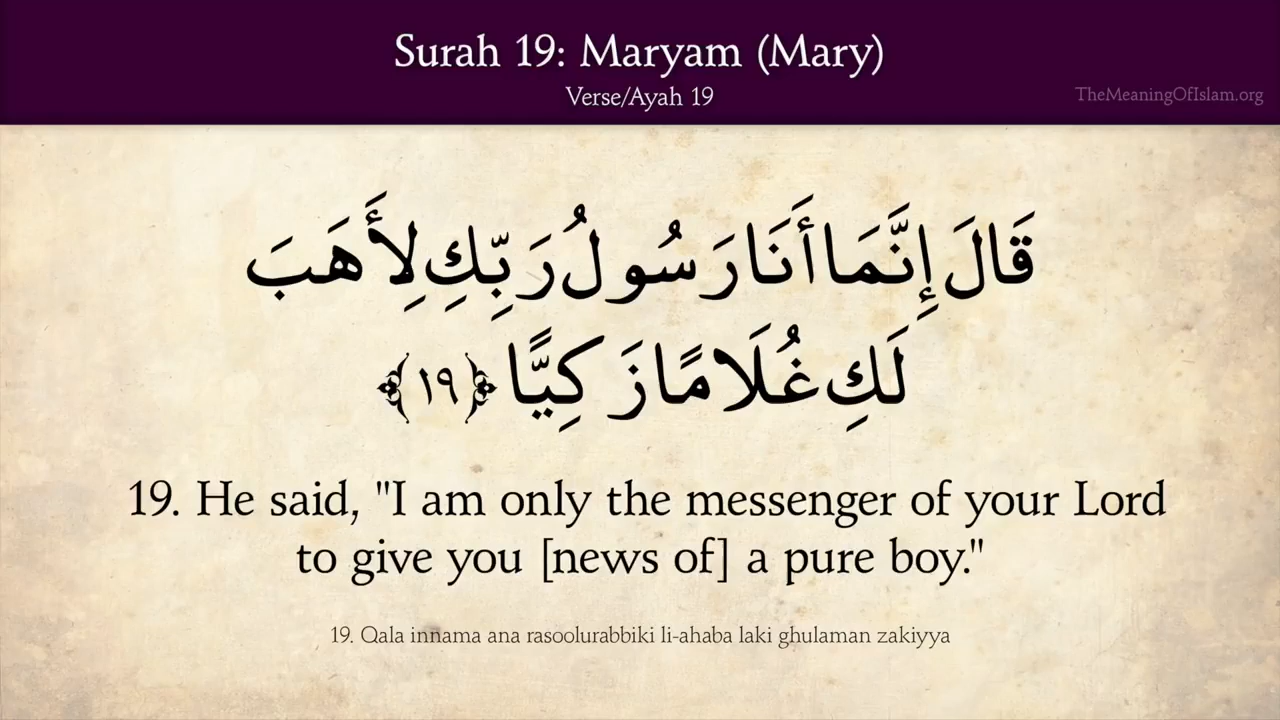 Surah 19: Maryam (Mary)
Verse/Ayah 19
TheMeaningOfIslam.org
قَالَ إِنَّمَا أَنَا رَسُولُ رَبِّكِ لِأَهَبَ
لَكِ غُلَامًا زَكِيًّا ﴿١٩﴾
19. He said, "I am only the messenger of your Lord
to give you [news of] a pure boy."
19. Qala innama ana rasoolurabbiki li-ahaba laki ghulaman zakiyya